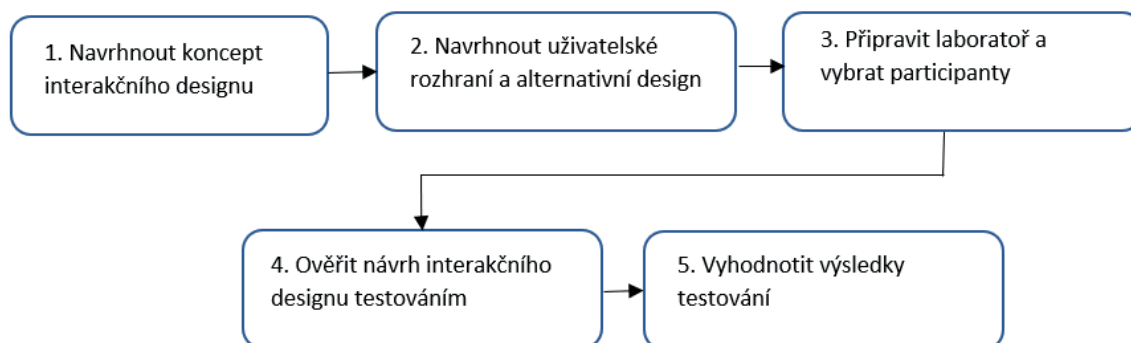 1. Navrhnout koncept
interakčního designu
2. Navrhnout uživatelské
rozhraní a alternativní design
3. Připravit laboratoř a
vybrat participanty
4. Ověřit návrh interakčního
designu testováním
5. Vyhodnotit výsledky
testování